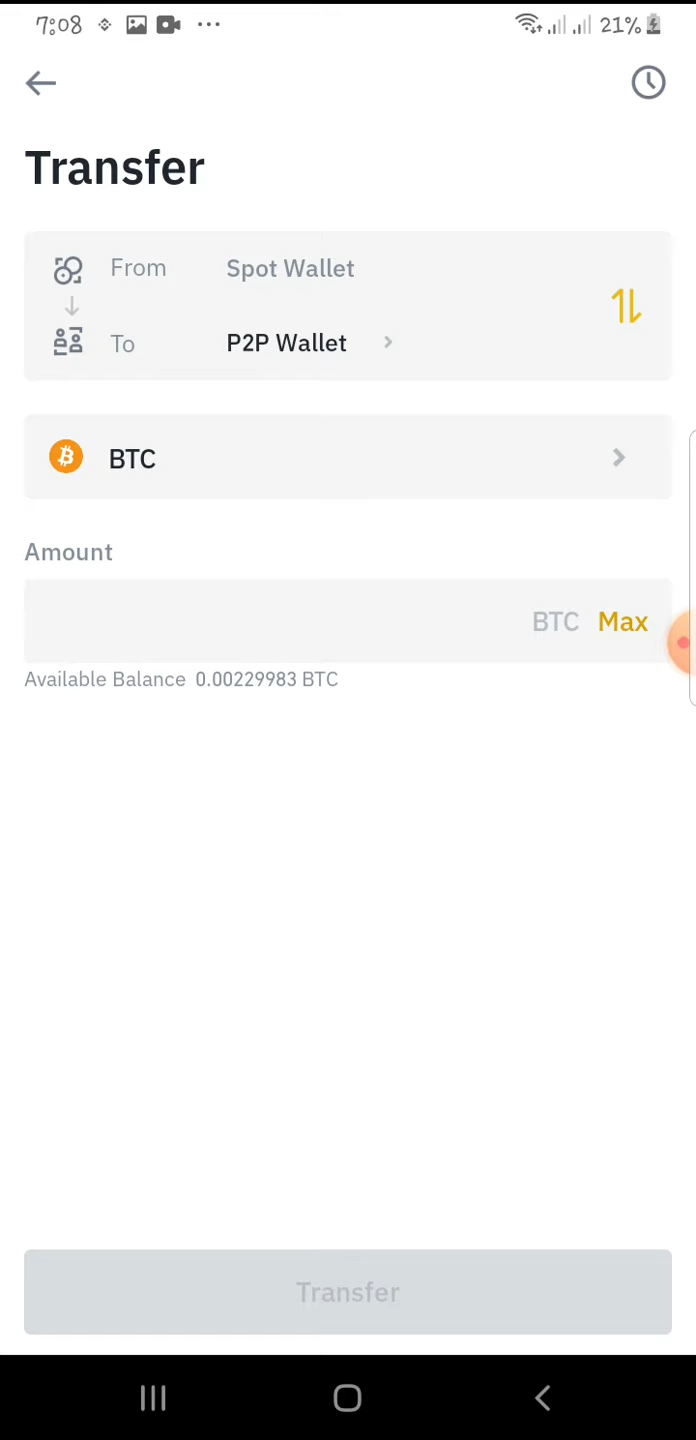 7:08 21%
Transfer
From Spot Wallet
To P2P Wallet
BTC
Amount
BTC Max
Available Balance 0.00229983 BTC
Transfer